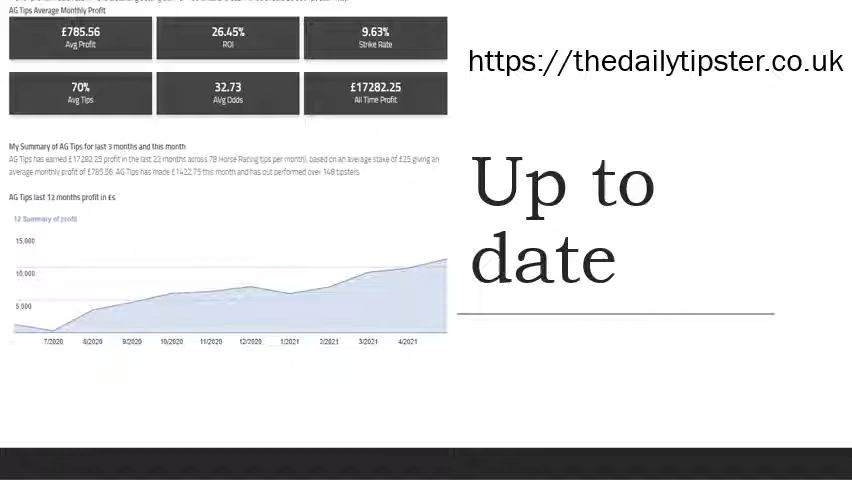 AG Tips Average Monthly Profit
£785.56
Avg Profit
26.45%
ROI
9.63%
Strike Rate
70%
Avg Tips
32.73
AVg Odds
£17282.25
All Time Profit
My Summary of AG Tips for last 3 months and this month
AG Tips has earned £17282.25 profit in the last 22 months across 78 Horse Racing tips per month), based on an average stake of £25 giving an
average monthly profit of £785.56. AG Tips has made £1422.75 this month and has out performed over 148 tipsters.
AG Tips last 12 months profit in £s
12 Summary of profit
15,000
10,000
5,000
7/2020 8/2020 9/2020 10/2020 11/2020 12/2020 1/2021 2/2021 3/2021 4/2021
https://thedailytipster.co.uk
Up to
date